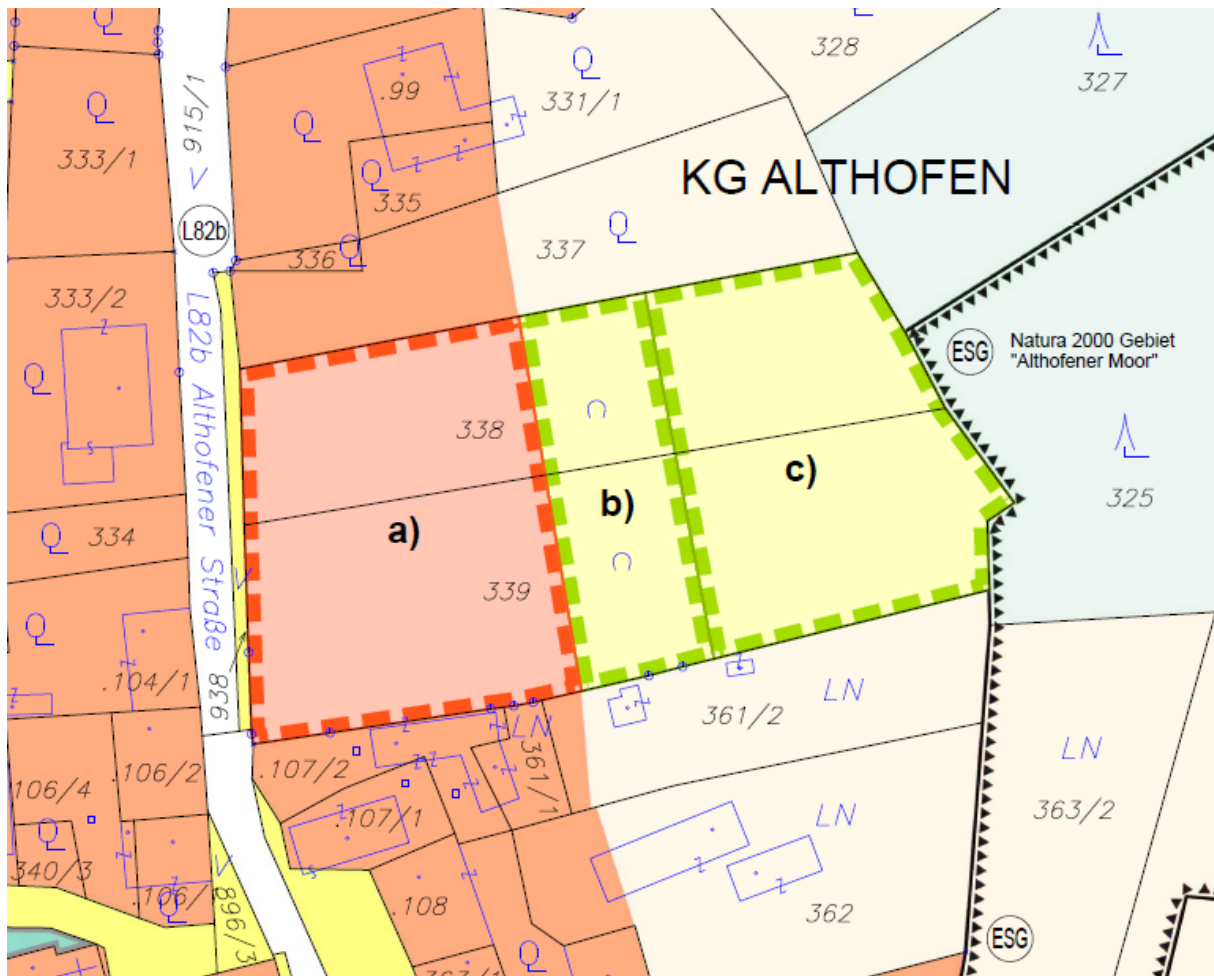 328
327
.99
331/1
333/1
915/1
KG ALTHOFEN
335
L82b
337
336
333/2
ESG
Natura 2000 Gebiet
"Althofener Moor"
L82b Althofener Straße
338
c)
b)
325
a)
334
339
.104/1
938
LN
361/2
LN
LN
.106/2
.107/2
361/1
106/4
363/2
.107/1
LN
340/3
896/3
.108
362
ESG